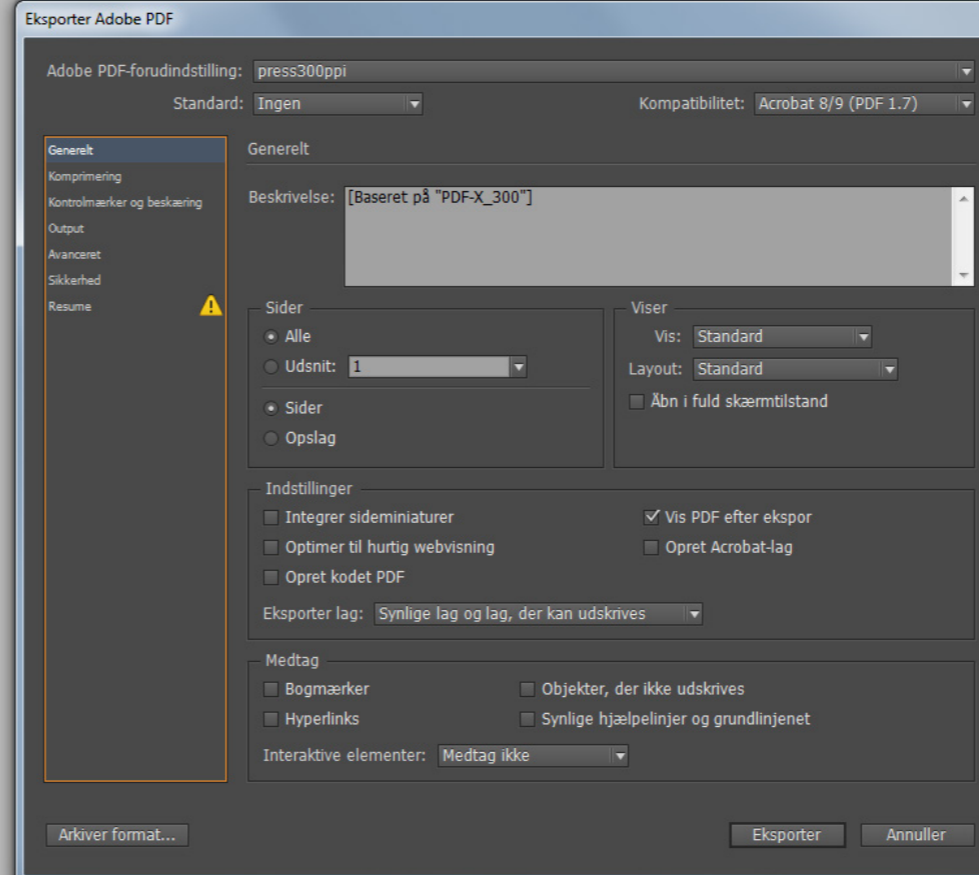 Eksporter Adobe PDF
Adobe PDF-forudindstilling: press300ppi
Standard: Ingen Kompatibilitet: Acrobat 8/9 (PDF 1.7)
Generelt
Komprimering
Kontrolmærker og beskæring
Output
Avanceret
Sikkerhed
Resume
Generelt
Beskrivelse: [Baseret på "PDF-X_300"]
Sider
Alle
Udsnit: 1
Sider
Opslag
Viser
Vis: Standard
Layout: Standard
Åbn i fuld skærmtilstand
Indstillinger
Integrer sideminiaturer Vis PDF efter ekspor
Optimer til hurtig webvisning Opret Acrobat-lag
Opret kodet PDF
Eksporter lag: Synlige lag og lag, der kan udskrives
Medtag
Bogmærker Objekter, der ikke udskrives
Hyperlinks Synlige hjælpelinjer og grundlinjenet
Interaktive elementer: Medtag ikke
Arkiver format... Eksporter Annuller